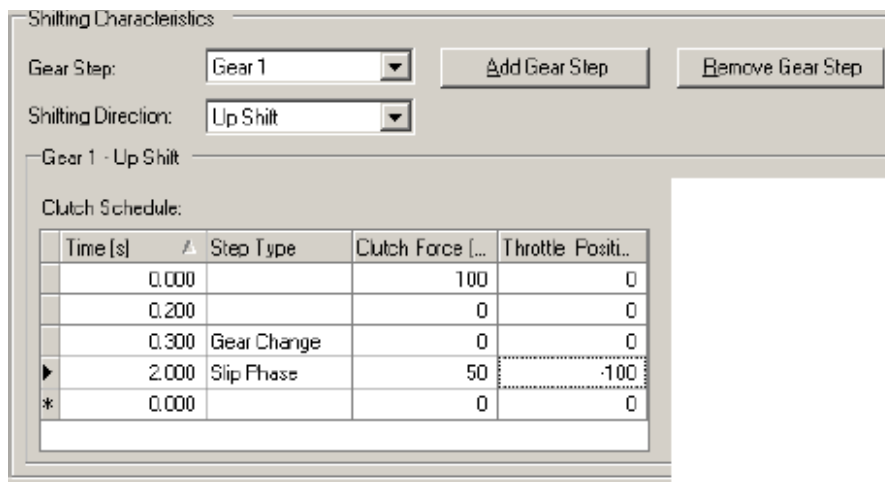 Shifting Characteristics
Gear Step: Gear 1 Add Gear Step Remove Gear Step
Shifting Direction: Up Shift
Gear 1 - Up Shift
Clutch Schedule:
Time [s] Step Type Clutch Force [... Throttle Positi...
0.000 100 0
0.200 0 0
0.300 Gear Change 0 0
2.000 Slip Phase 50 -100
* 0.000 0 0